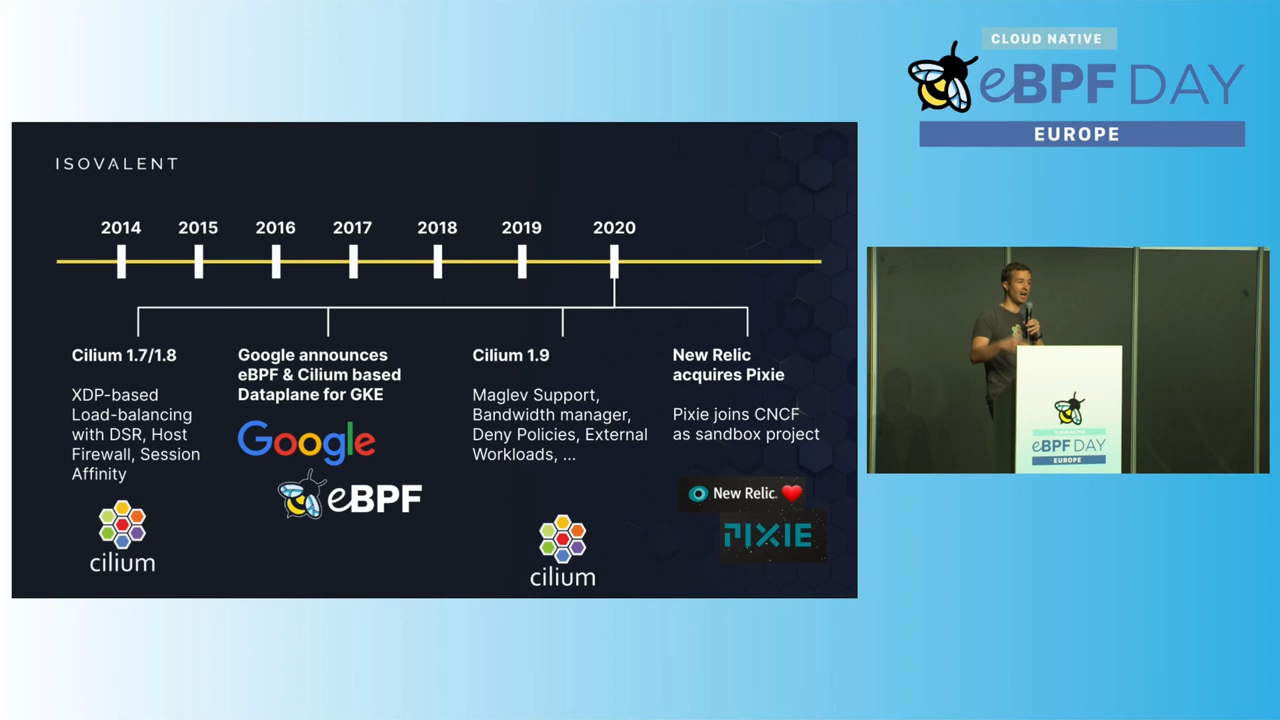 CLOUD NATIVE
eBPF DAY
EUROPE
ISOVALENT
2014 2015 2016 2017 2018 2019 2020
Cilium 1.7/1.8
XDP-based
Load-balancing
with DSR, Host
Firewall, Session
Affinity
cilium
Google announces
eBPF & Cilium based
Dataplane for GKE
Google
eBPF
Cilium 1.9
Maglev Support,
Bandwidth manager,
Deny Policies, External
Workloads, ...
cilium
New Relic
acquires Pixie
Pixie joins CNCF
as sandbox project
New Relic
PIXIE
eBPF DAY
EUROPE